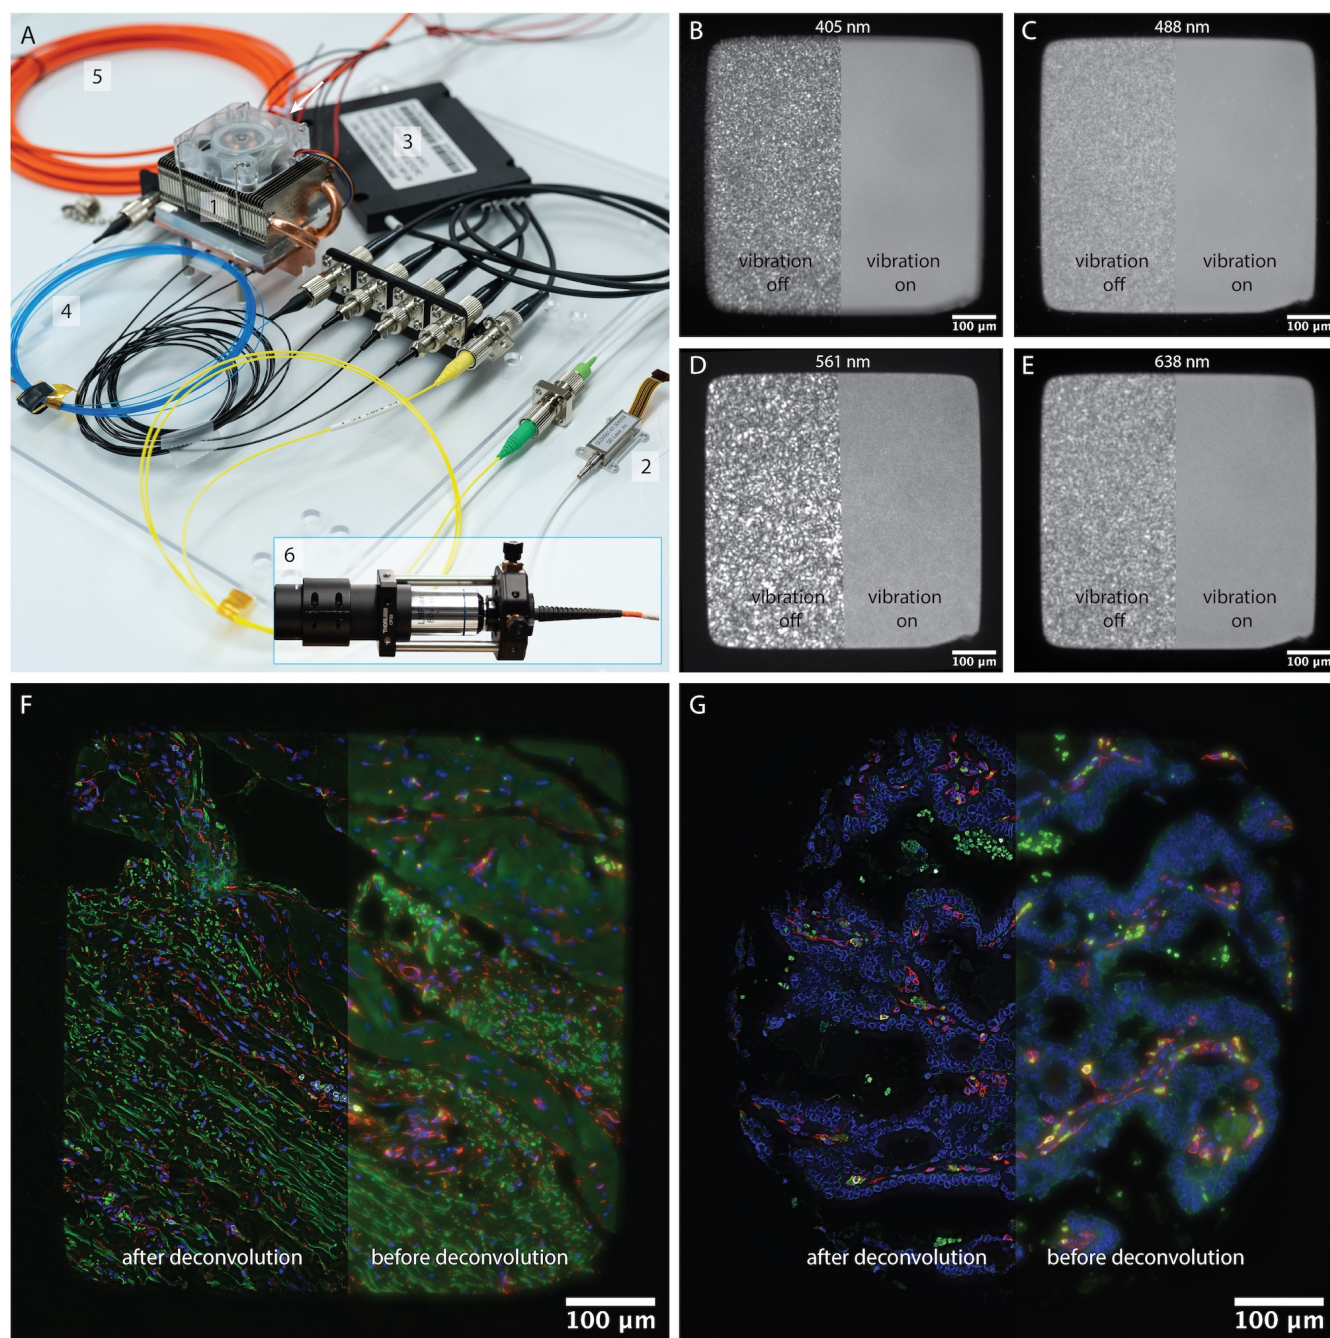 A
5
3
1
4
2
6
THORLABS
B
405 nm
vibration
off
vibration
on
100 µm
C
488 nm
vibration
off
vibration
on
100 µm
D
561 nm
vibration
off
vibration
on
100 µm
E
638 nm
vibration
off
vibration
on
100 µm
F
after deconvolution
before deconvolution
100 µm
G
after deconvolution
before deconvolution
100 µm